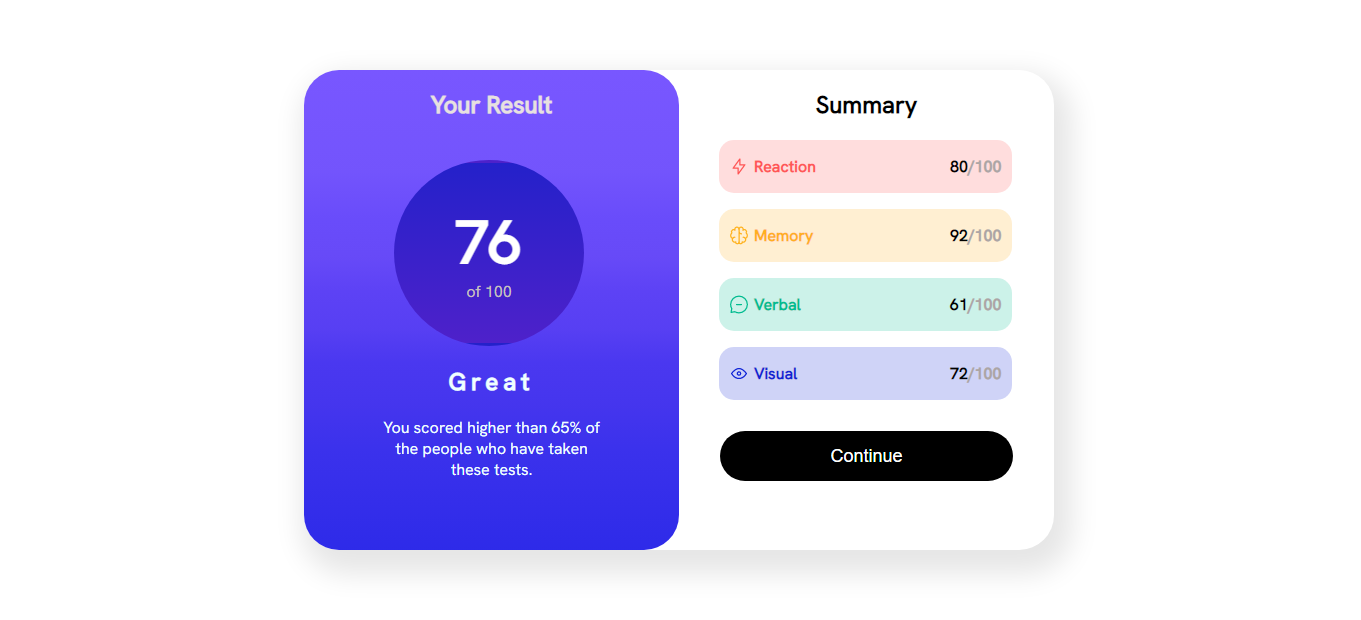 Your Result
76
of 100
Great
You scored higher than 65% of
the people who have taken
these tests.
Summary
Reaction 80/100
Memory 92/100
Verbal 61/100
Visual 72/100
Continue